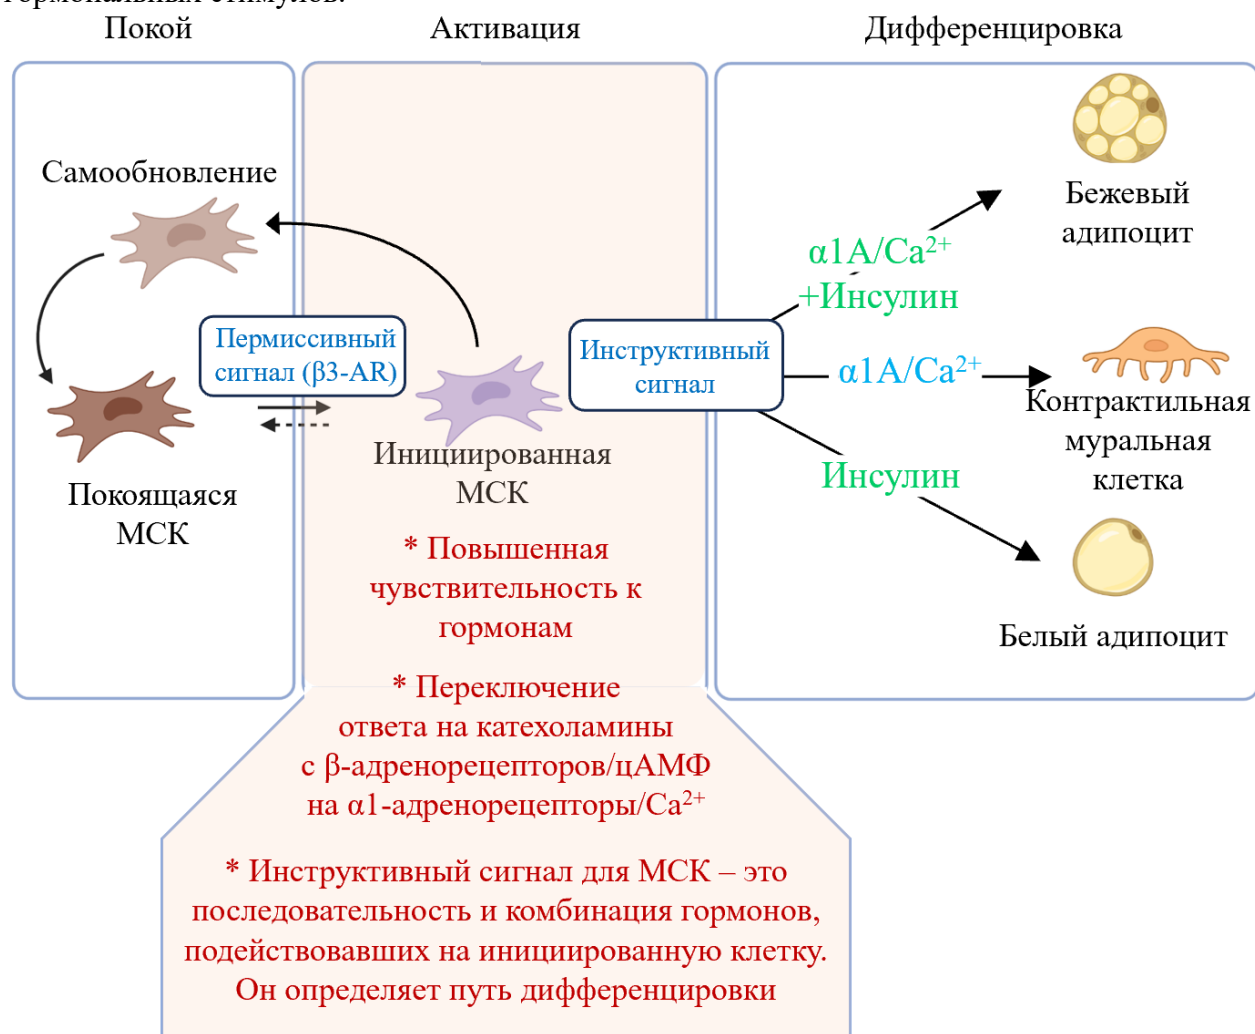 гормональных стимулов.
Покой
Активация
Дифференцировка
Самообновление
Покоящаяся
МСК
Пермиссивный
сигнал (β3-AR)
Инициированная
МСК
Инструктивный
сигнал
α1A/Ca²⁺
+Инсулин
α1A/Ca²⁺
Инсулин
Бежевый
адипоцит
Контрактильная
муральная
клетка
Белый адипоцит
* Повышенная
чувствительность к
гормонам
* Переключение
ответа на катехоламины
с β-адренорецепторов/цАМФ
на α1-адренорецепторы/Ca²⁺
* Инструктивный сигнал для МСК – это
последовательность и комбинация гормонов,
подействовавших на инициированную клетку.
Он определяет путь дифференцировки